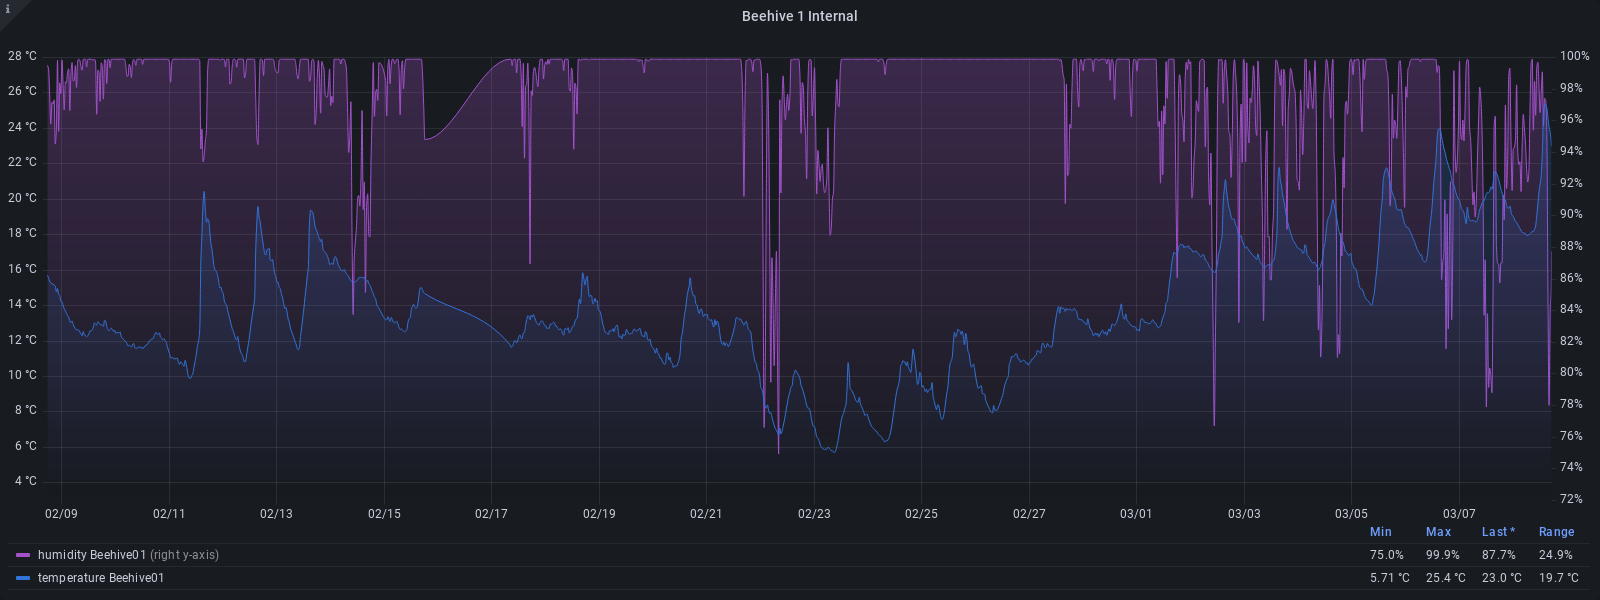 i
Beehive 1 Internal
28 °C 100%
26 °C 98%
24 °C 96%
22 °C 94%
20 °C 92%
18 °C 90%
16 °C 88%
14 °C 86%
12 °C 84%
10 °C 82%
8 °C 80%
6 °C 78%
4 °C 76%
74%
72%
02/09 02/11 02/13 02/15 02/17 02/19 02/21 02/23 02/25 02/27 03/01 03/03 03/05 03/07
Min Max Last * Range
humidity Beehive01 (right y-axis) 75.0% 99.9% 87.7% 24.9%
temperature Beehive01 5.71 °C 25.4 °C 23.0 °C 19.7 °C